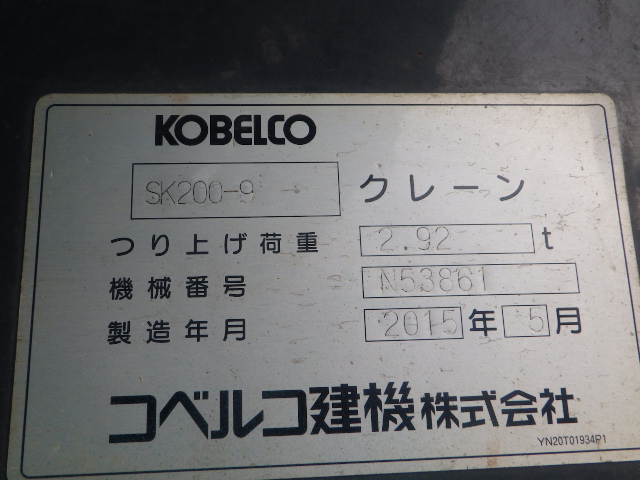 KOBELCO
SK200-9 クレーン
つり上げ荷重 2.92 t
機械番号 N53861
製造年月 2015年 5月
コベルコ建機株式会社
YN20T01934P1